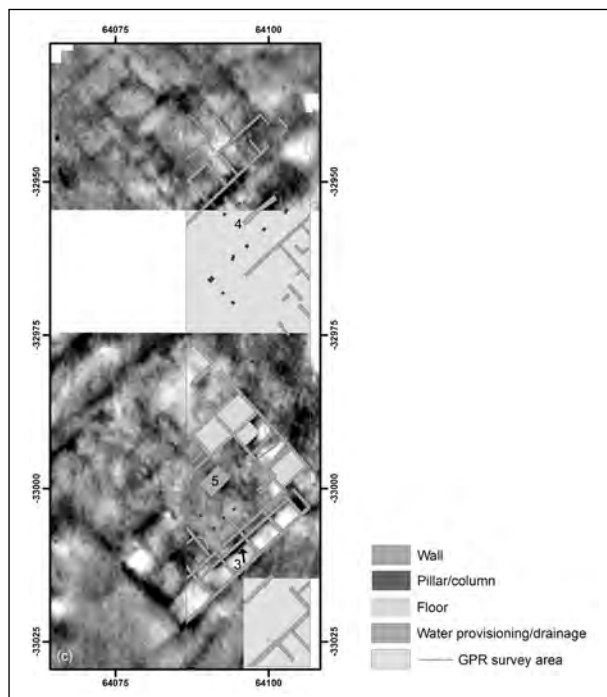 64075 64100
-32950 -32950
4
-32975 -32975
5
-33000 -33000
3
Wall
Pillar/column
Floor
Water provisioning/drainage
GPR survey area
-33025 -33025
(c)
64075 64100